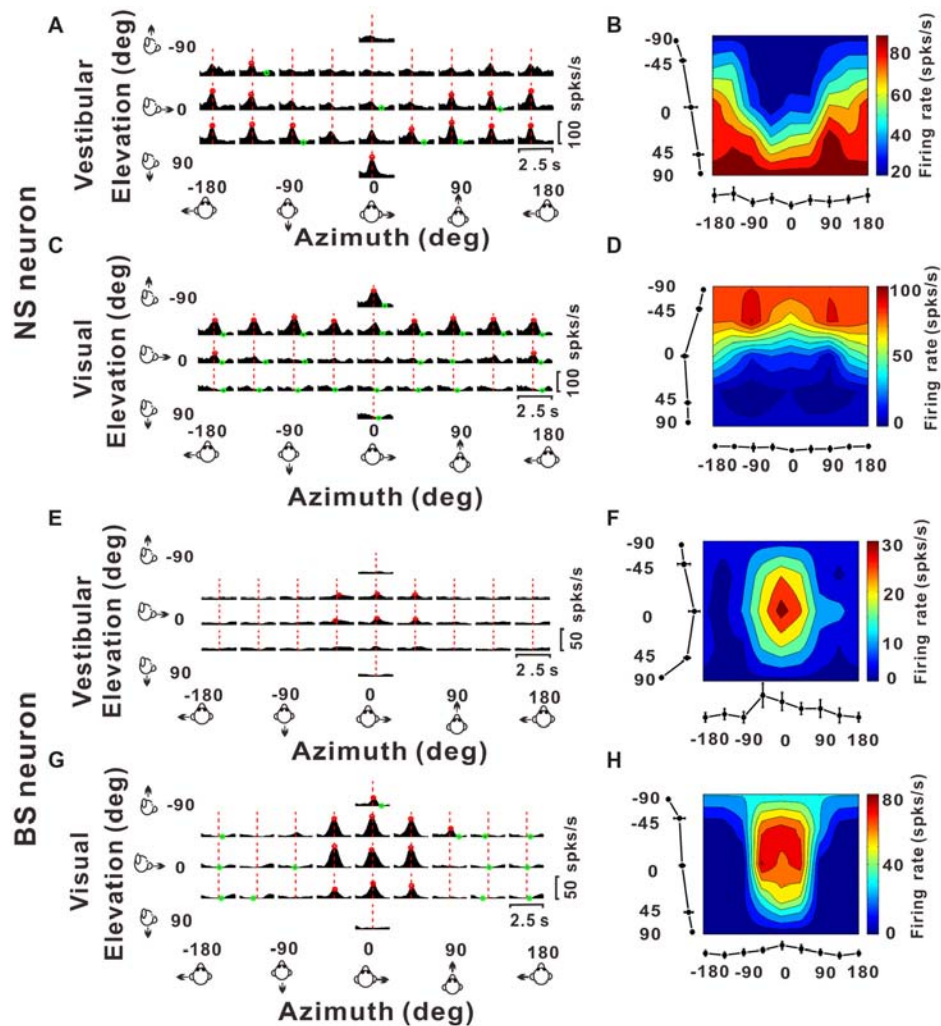 NS neuron
BS neuron
A
Vestibular
Elevation (deg)
-90
0
90
100 spks/s
2.5 s
-180
-90
0
90
180
Azimuth (deg)
B
-90
-45
0
45
90
-180 -90 0 90 180
80
60
40
20
Firing rate (spks/s)
C
Visual
Elevation (deg)
-90
0
90
100 spks/s
2.5 s
-180
-90
0
90
180
Azimuth (deg)
D
-90
-45
0
45
90
-180 -90 0 90 180
100
50
0
Firing rate (spks/s)
E
Vestibular
Elevation (deg)
-90
0
90
50 spks/s
2.5 s
-180
-90
0
90
180
Azimuth (deg)
F
-90
-45
0
45
90
-180 -90 0 90 180
30
20
10
0
Firing rate (spks/s)
G
Visual
Elevation (deg)
-90
0
90
50 spks/s
2.5 s
-180
-90
0
90
180
Azimuth (deg)
H
-90
-45
0
45
90
-180 -90 0 90 180
80
40
0
Firing rate (spks/s)